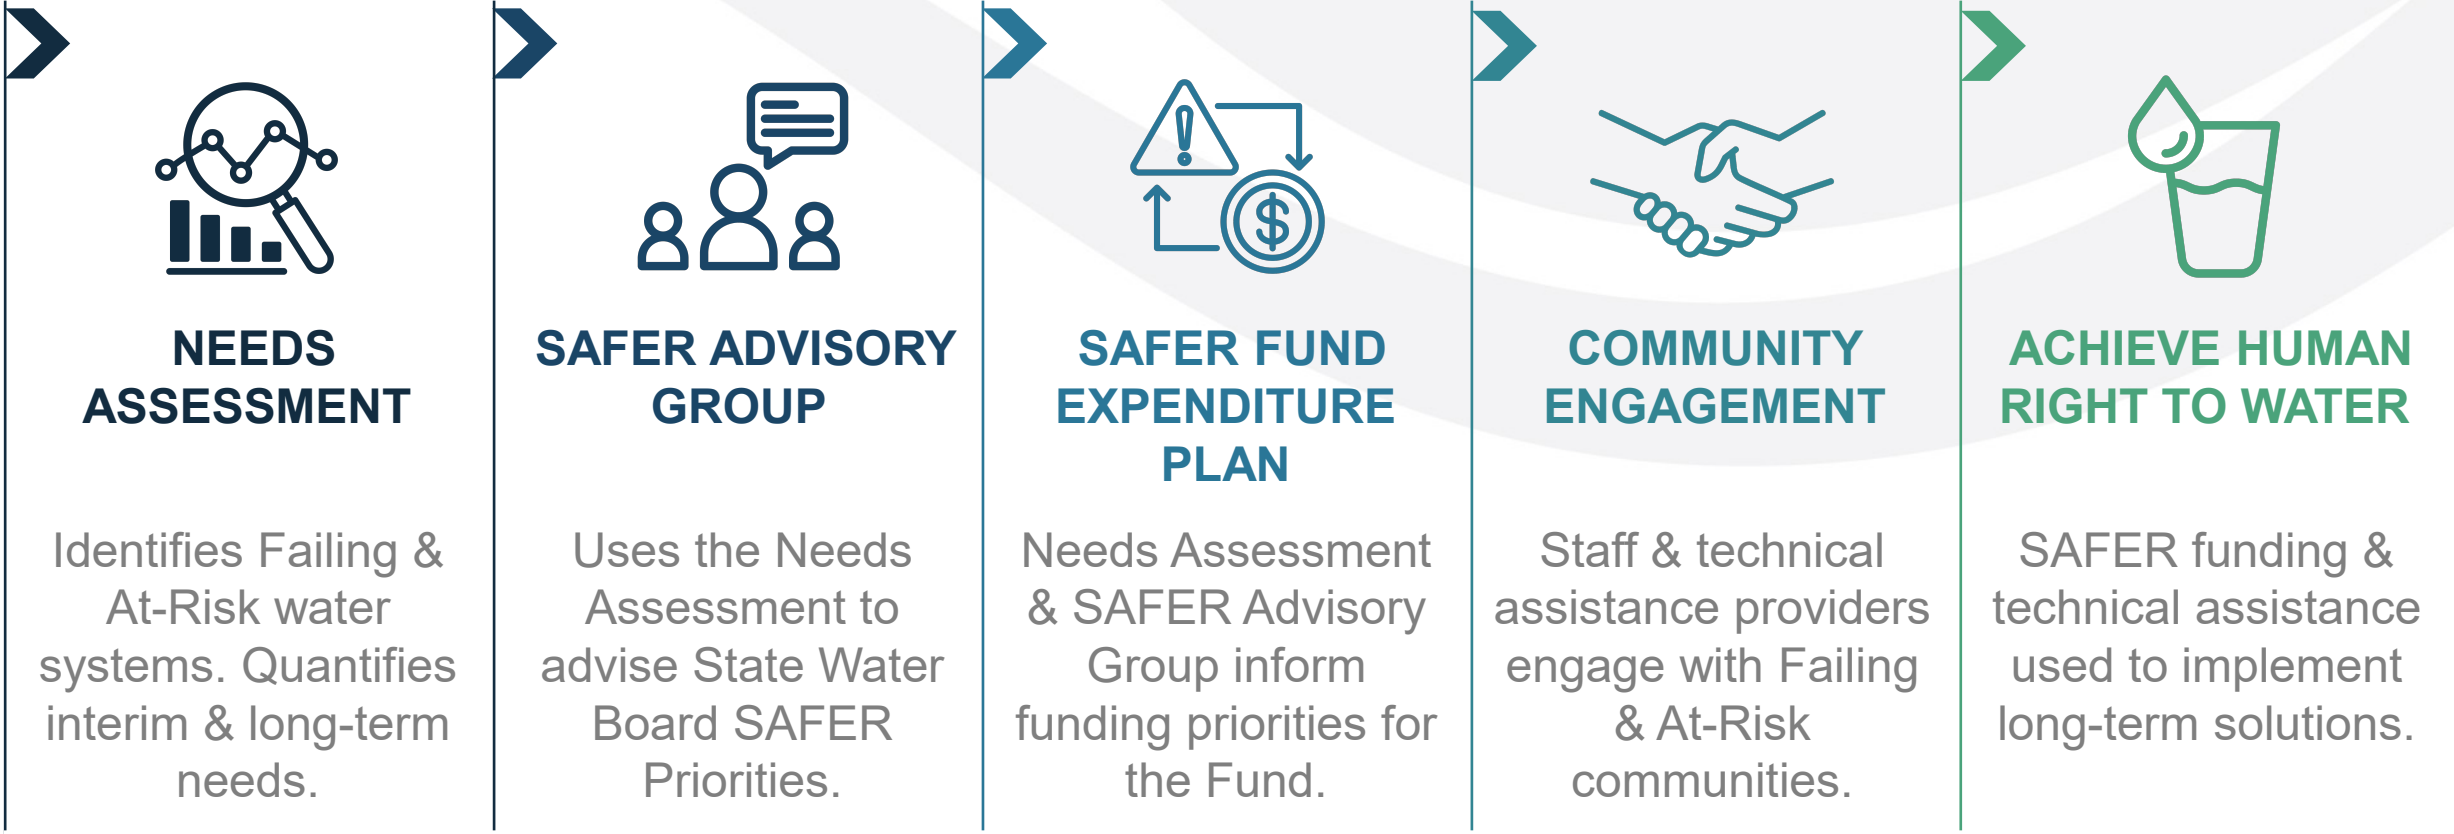 NEEDS
ASSESSMENT
Identifies Failing &
At-Risk water
systems. Quantifies
interim & long-term
needs.
SAFER ADVISORY
GROUP
Uses the Needs
Assessment to
advise State Water
Board SAFER
Priorities.
$
SAFER FUND
EXPENDITURE
PLAN
Needs Assessment
& SAFER Advisory
Group inform
funding priorities for
the Fund.
COMMUNITY
ENGAGEMENT
Staff & technical
assistance providers
engage with Failing
& At-Risk
communities.
ACHIEVE HUMAN
RIGHT TO WATER
SAFER funding &
technical assistance
used to implement
long-term solutions.